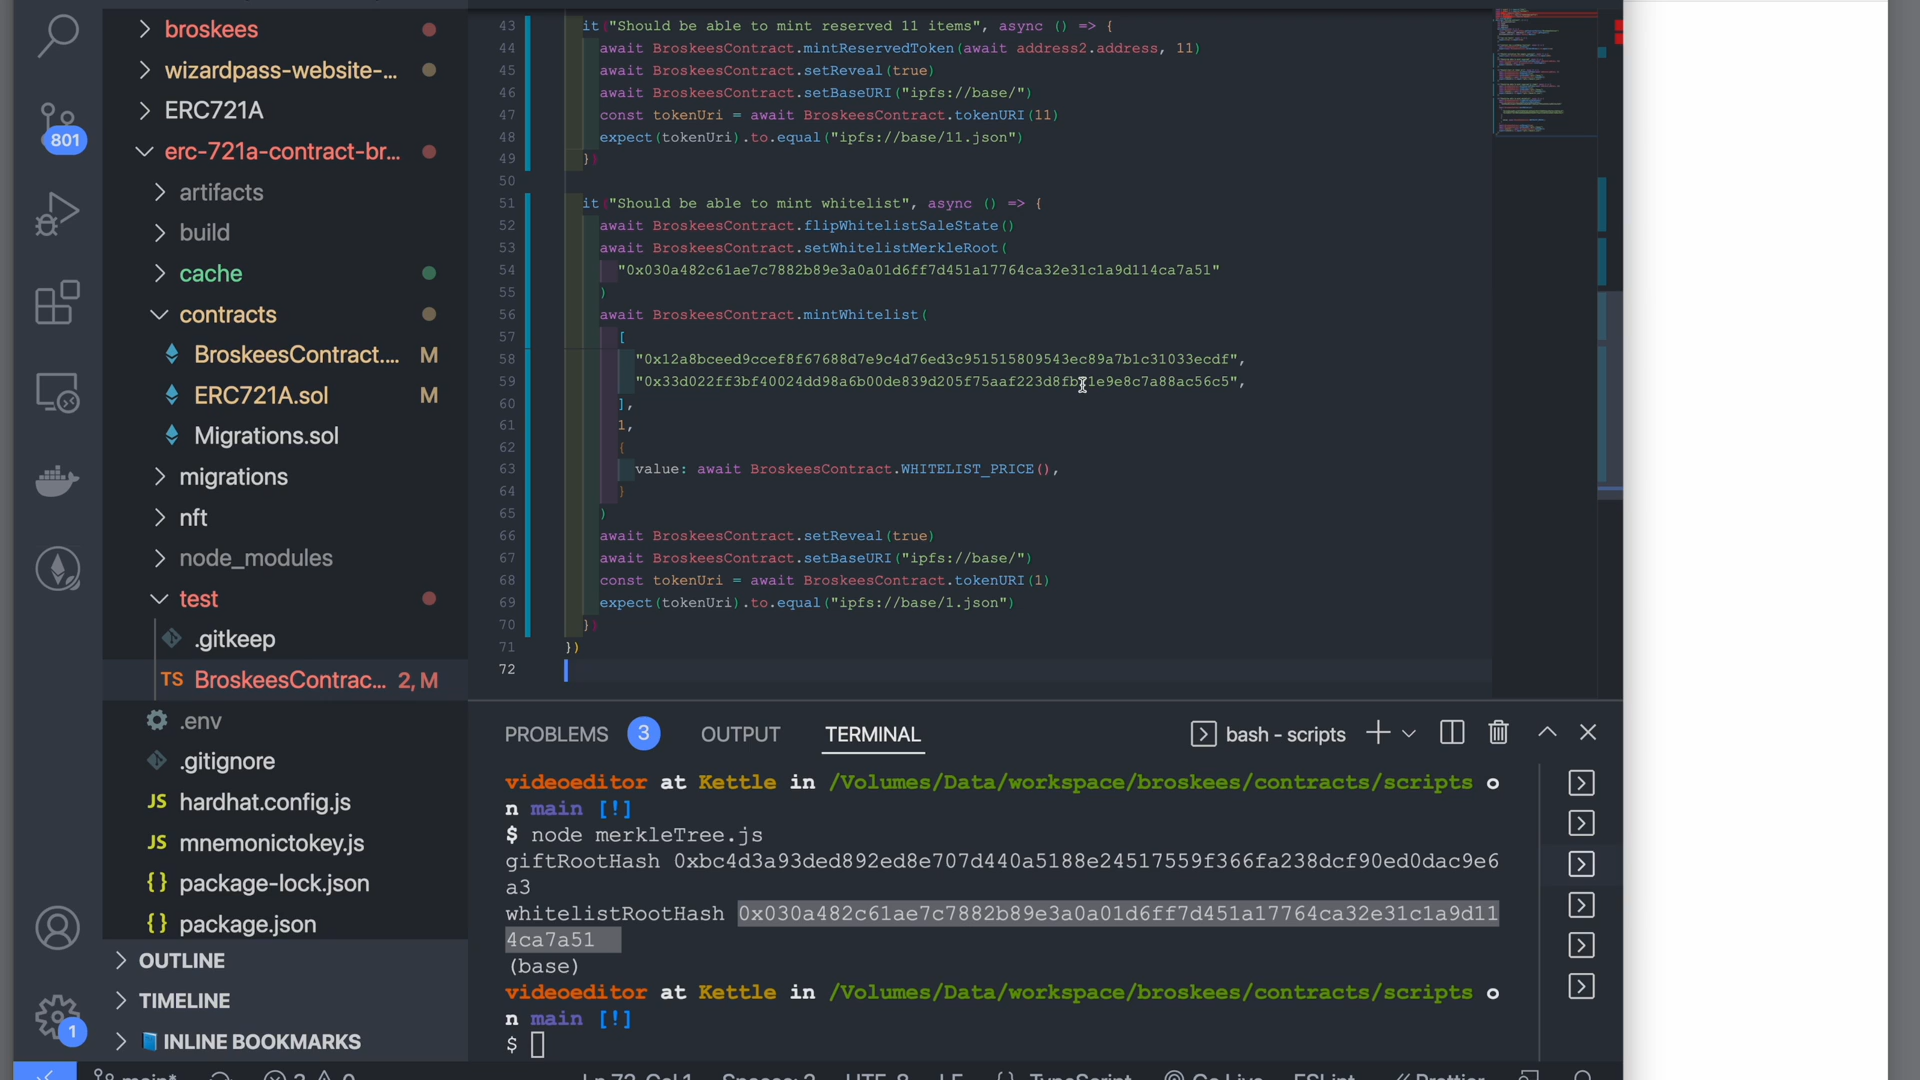 801
1
broskees
wizardpass-website-...
ERC721A
erc-721a-contract-br...
artifacts
build
cache
contracts
BroskeesContract.... M
ERC721A.sol M
Migrations.sol
migrations
nft
node_modules
test
.gitkeep
TS BroskeesContrac... 2, M
.env
.gitignore
JS hardhat.config.js
JS mnemonictokey.js
{} package-lock.json
{} package.json
OUTLINE
TIMELINE
INLINE BOOKMARKS
43 it("Should be able to mint reserved 11 items", async () => {
44 await BroskeesContract.mintReservedToken(await address2.address, 11)
45 await BroskeesContract.setReveal(true)
46 await BroskeesContract.setBaseURI("ipfs://base/")
47 const tokenUri = await BroskeesContract.tokenURI(11)
48 expect(tokenUri).to.equal("ipfs://base/11.json")
49 })
50
51 it("Should be able to mint whitelist", async () => {
52 await BroskeesContract.flipWhitelistSaleState()
53 await BroskeesContract.setWhitelistMerkleRoot(
54 "0x030a482c61ae7c7882b89e3a0a01d6ff7d451a17764ca32e31c1a9d114ca7a51"
55 )
56 await BroskeesContract.mintWhitelist(
57 [
58 "0x12a8bceed9ccef8f67688d7e9c4d76ed3c951515809543ec89a7b1c31033ecdf",
59
60 ],
61 1,
62 {
63 value: await BroskeesContract.WHITELIST_PRICE(),
64 }
65 )
66 await BroskeesContract.setReveal(true)
67 await BroskeesContract.setBaseURI("ipfs://base/")
68 const tokenUri = await BroskeesContract.tokenURI(1)
69 expect(tokenUri).to.equal("ipfs://base/1.json")
70 })
71 })
72
PROBLEMS 3 OUTPUT TERMINAL bash - scripts
videoeditor at Kettle in /Volumes/Data/workspace/broskees/contracts/scripts o
n main [!]
$ node merkleTree.js
giftRootHash 0xbc4d3a93ded892ed8e707d440a5188e24517559f366fa238dcf90ed0dac9e6
a3
whitelistRootHash 0x030a482c61ae7c7882b89e3a0a01d6ff7d451a17764ca32e31c1a9d11
4ca7a51
(base)
videoeditor at Kettle in /Volumes/Data/workspace/broskees/contracts/scripts o
n main [!]
$